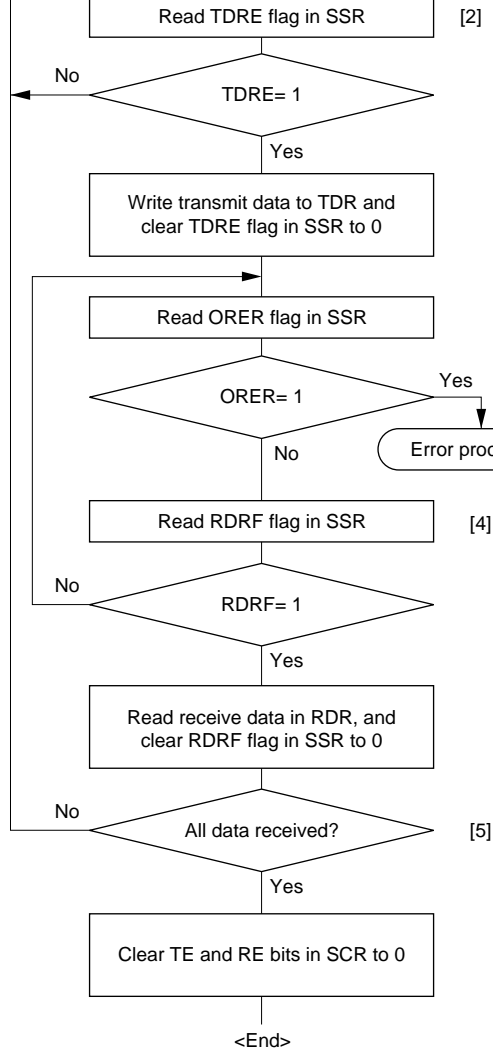 Read TDRE flag in SSR
[2]
No
TDRE= 1
Yes
Write transmit data to TDR and
clear TDRE flag in SSR to 0
Read ORER flag in SSR
Yes
ORER= 1
Error
No
Read RDRF flag in SSR
[4]
No
RDRF= 1
Yes
Read receive data in RDR, and
clear RDRF flag in SSR to 0
No
All data received?
[5]
Yes
Clear TE and RE bits in SCR to 0
<End>